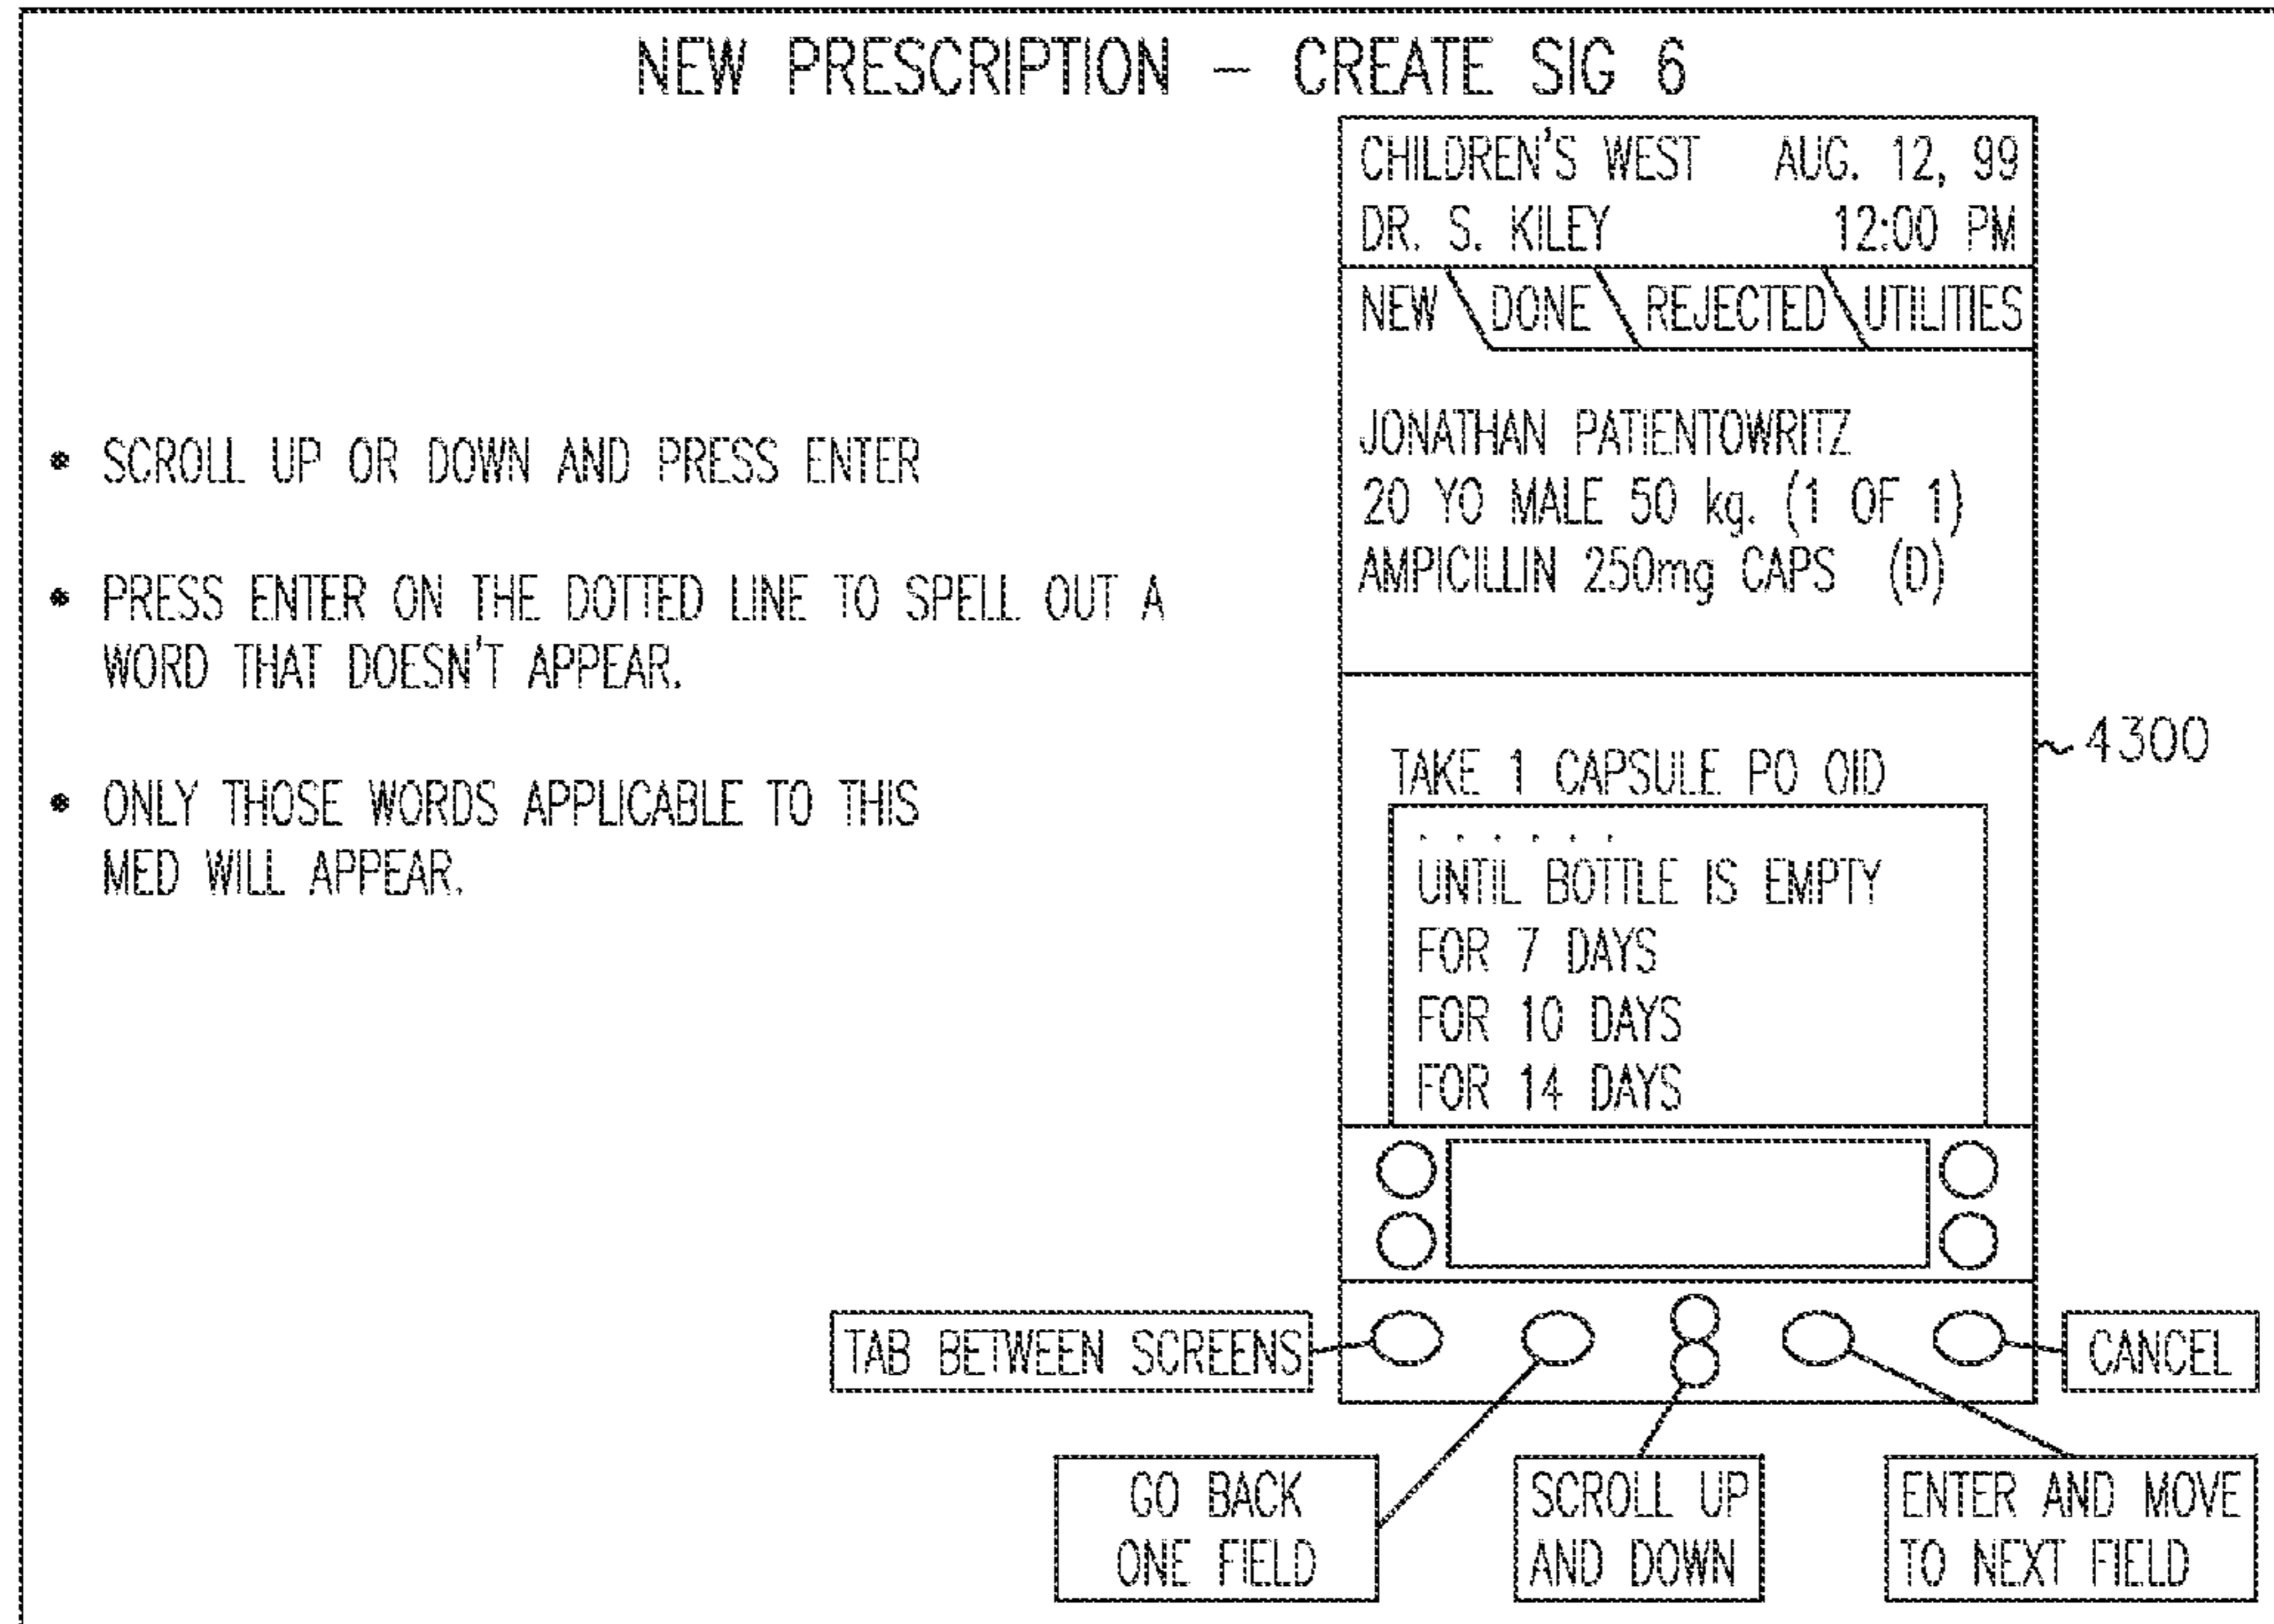 NEW PRESCRIPTION – CREATE SIG 6
CHILDREN'S WEST AUG. 12, 99
DR. S. KILEY 12:00 PM
NEW DONE REJECTED UTILITIES
JONATHAN PATIENTOWRITZ
20 YO MALE 50 kg. (1 OF 1)
AMPICILLIN 250mg CAPS (D)
• SCROLL UP OR DOWN AND PRESS ENTER
• PRESS ENTER ON THE DOTTED LINE TO SPELL OUT A
WORD THAT DOESN'T APPEAR.
• ONLY THOSE WORDS APPLICABLE TO THIS
MED WILL APPEAR.
4300
TAKE 1 CAPSULE PO OID
. . . . . .
UNTIL BOTTLE IS EMPTY
FOR 7 DAYS
FOR 10 DAYS
FOR 14 DAYS
TAB BETWEEN SCREENS
CANCEL
GO BACK
ONE FIELD
SCROLL UP
AND DOWN
ENTER AND MOVE
TO NEXT FIELD